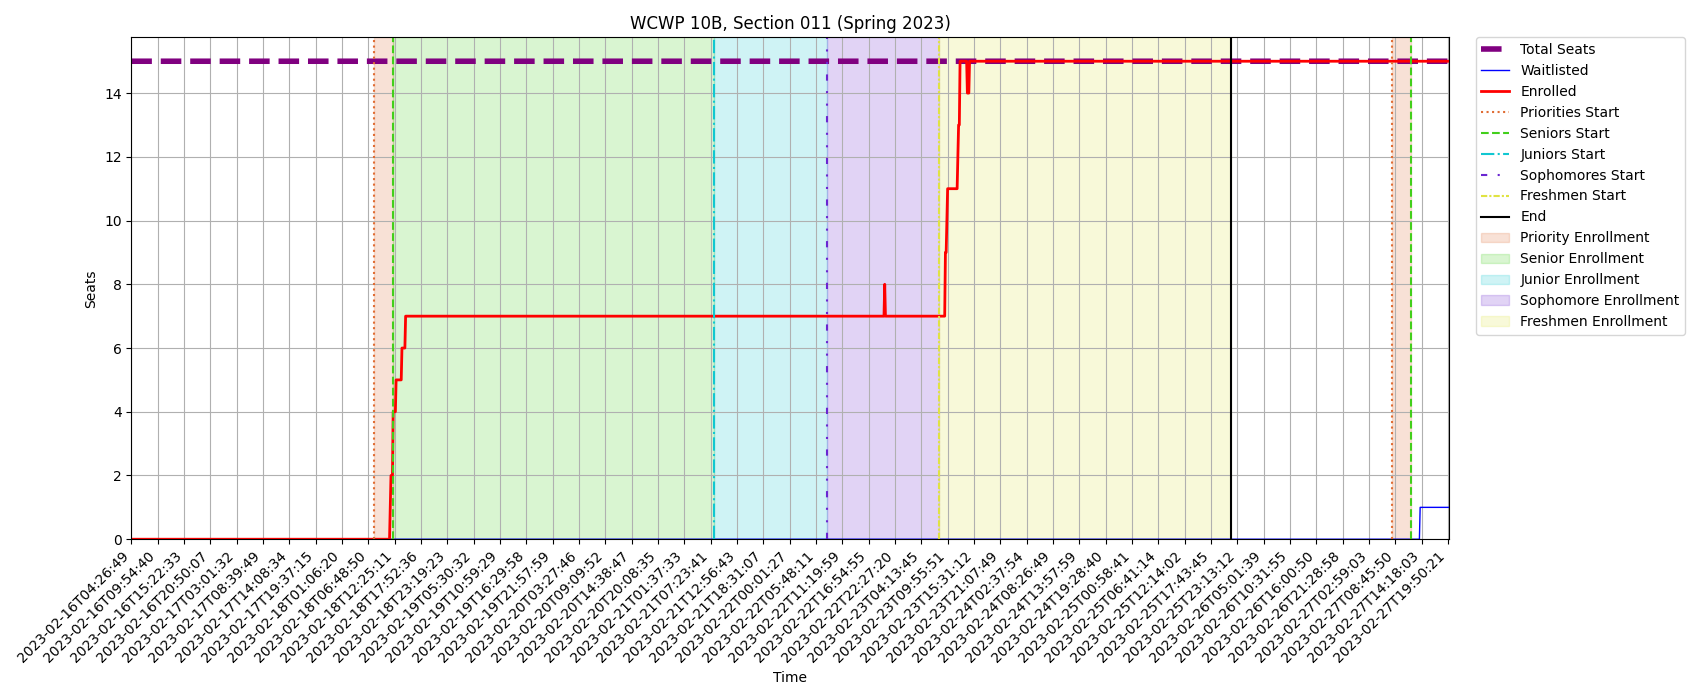 WCWP 10B, Section 011 (Spring 2023)
Seats
14
12
10
8
6
4
2
0
2023-02-16T04:26:49
2023-02-16T09:54:40
2023-02-16T15:22:33
2023-02-16T20:50:07
2023-02-17T03:01:32
2023-02-17T08:39:49
2023-02-17T14:08:34
2023-02-17T19:37:15
2023-02-18T01:06:20
2023-02-18T06:48:50
2023-02-18T12:25:11
2023-02-18T17:52:36
2023-02-18T23:19:23
2023-02-19T05:30:32
2023-02-19T10:59:29
2023-02-19T16:29:58
2023-02-19T21:57:59
2023-02-20T03:27:46
2023-02-20T09:09:52
2023-02-20T14:38:47
2023-02-20T20:08:35
2023-02-21T01:37:33
2023-02-21T07:23:41
2023-02-21T12:56:43
2023-02-21T18:31:07
2023-02-22T00:01:27
2023-02-22T05:48:11
2023-02-22T11:19:59
2023-02-22T16:54:55
2023-02-22T22:27:20
2023-02-23T04:13:45
2023-02-23T09:55:51
2023-02-23T15:31:12
2023-02-23T21:07:49
2023-02-24T02:37:54
2023-02-24T08:26:49
2023-02-24T13:57:59
2023-02-24T19:28:40
2023-02-25T00:58:41
2023-02-25T06:41:14
2023-02-25T12:14:02
2023-02-25T17:43:45
2023-02-25T23:13:12
2023-02-26T05:01:39
2023-02-26T10:31:55
2023-02-26T16:00:50
2023-02-26T21:28:58
2023-02-27T02:59:03
2023-02-27T08:45:50
2023-02-27T14:18:03
2023-02-27T19:50:21
Time
Total Seats
Waitlisted
Enrolled
Priorities Start
Seniors Start
Juniors Start
Sophomores Start
Freshmen Start
End
Priority Enrollment
Senior Enrollment
Junior Enrollment
Sophomore Enrollment
Freshmen Enrollment